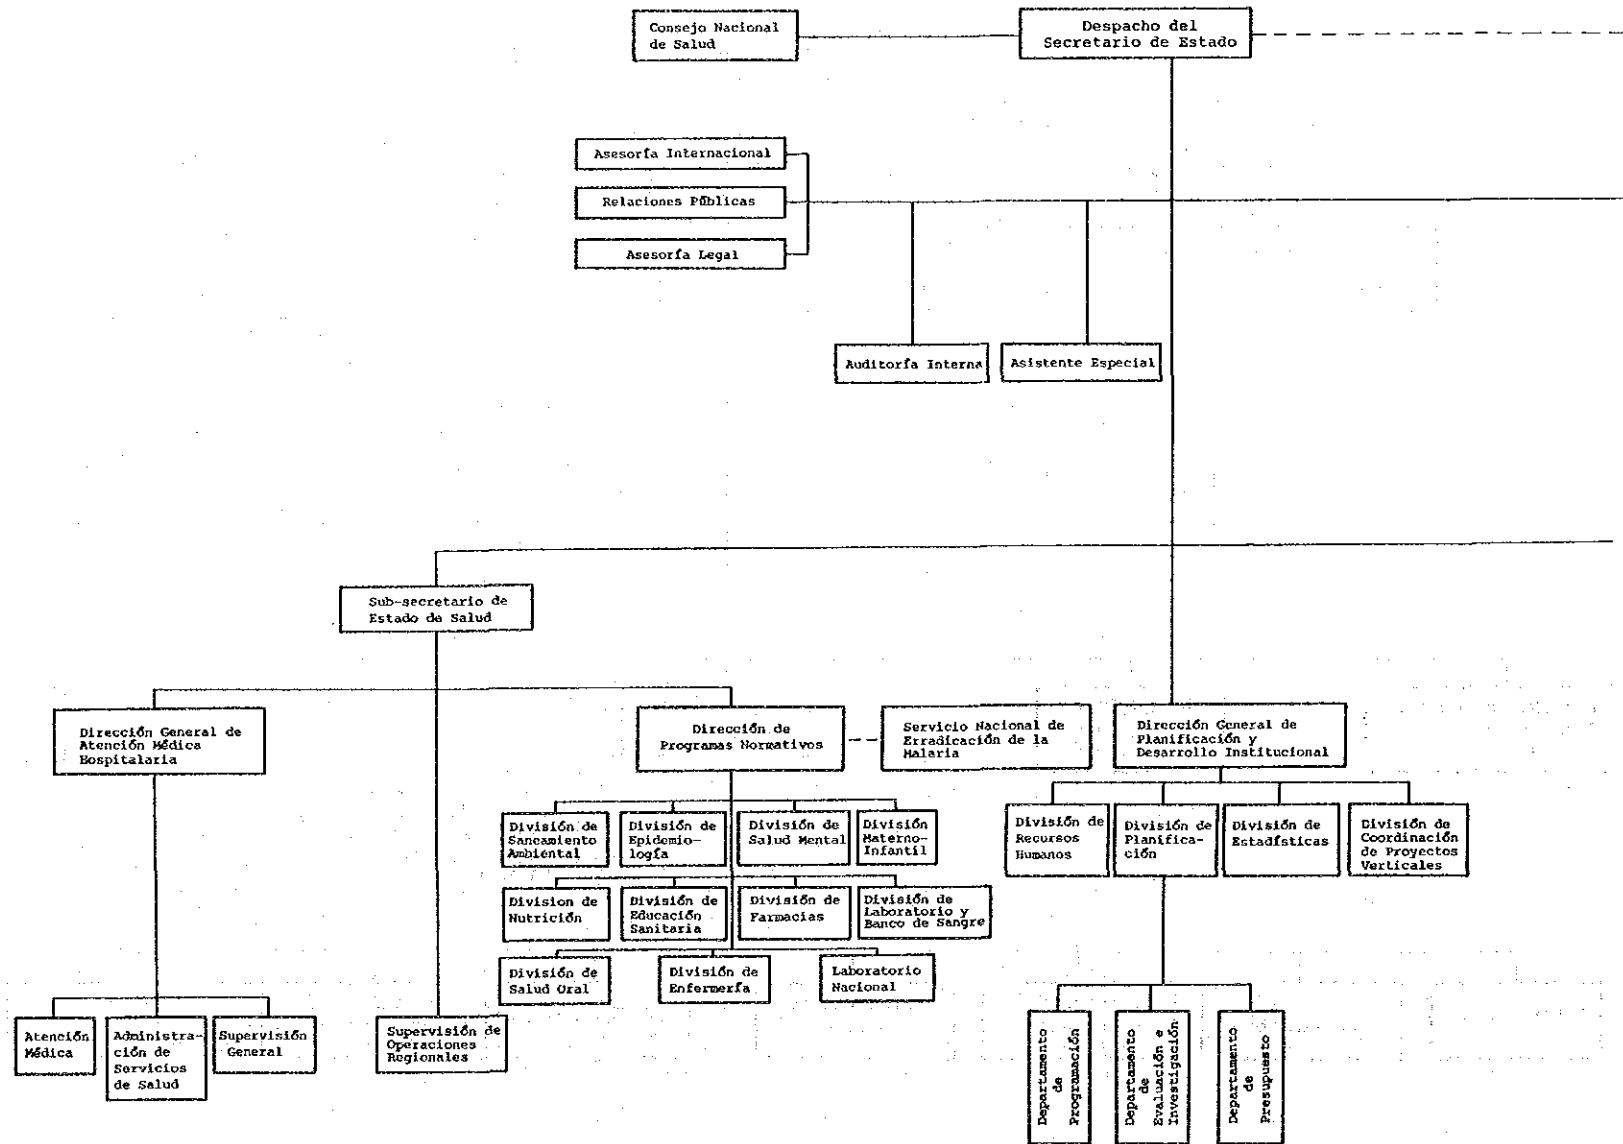 Consejo Nacional
de Salud
Despacho del
Secretario de Estado
Asesoría Internacional
Relaciones Públicas
Asesoría Legal
Auditoría Interna
Asistente Especial
Sub-secretario de
Estado de Salud
Dirección General de
Atención Médica
Hospitalaria
Dirección de
Programas Normativos
Servicio Nacional de
Erradicación de la
Malaria
Dirección General de
Planificación y
Desarrollo Institucional
División de
Saneamiento
Ambiental
División de
Epidemio-
logía
División de
Salud Mental
División
Materno-
Infantil
División de
Recursos
Humanos
División de
Planifica-
ción
División de
Estadísticas
División de
Coordinación
de Proyectos
Verticales
Division de
Nutrición
División de
Educación
Sanitaria
División de
Farmacias
División de
Laboratorio y
Banco de Sangre
División de
Salud Oral
División de
Enfermería
Laboratorio
Nacional
Atención
Médica
Administra-
ción de
Servicios
de Salud
Supervisión
General
Supervisión de
Operaciones
Regionales
Departamento
de
Programación
Departamento
de
Evaluación e
Investigación
Departamento
de
Presupuesto